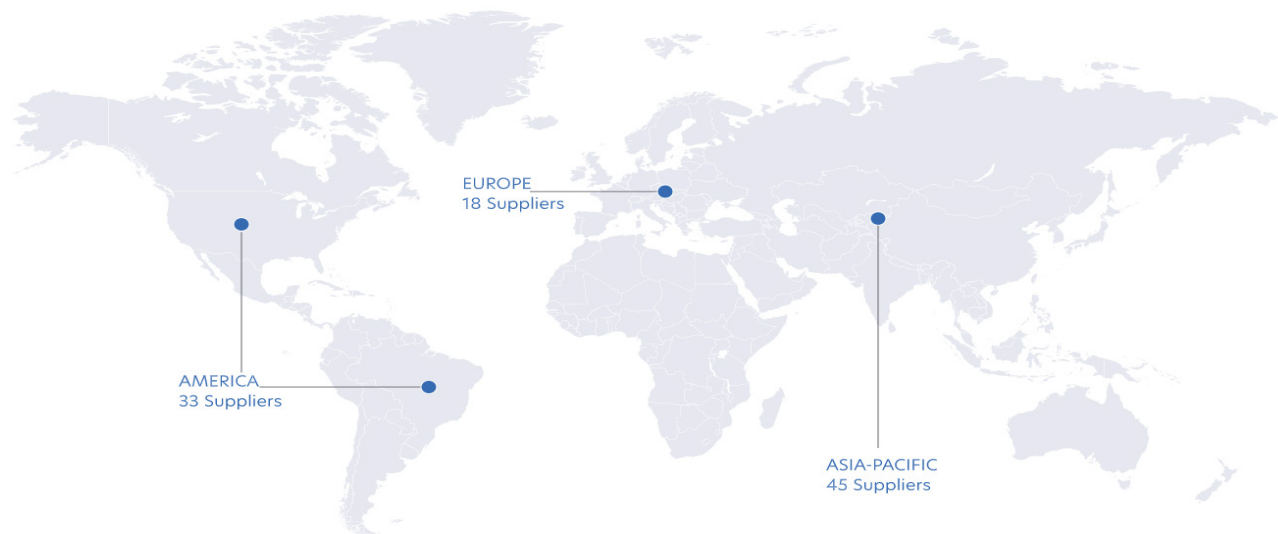 EUROPE
18 Suppliers
AMERICA
33 Suppliers
ASIA-PACIFIC
45 Suppliers